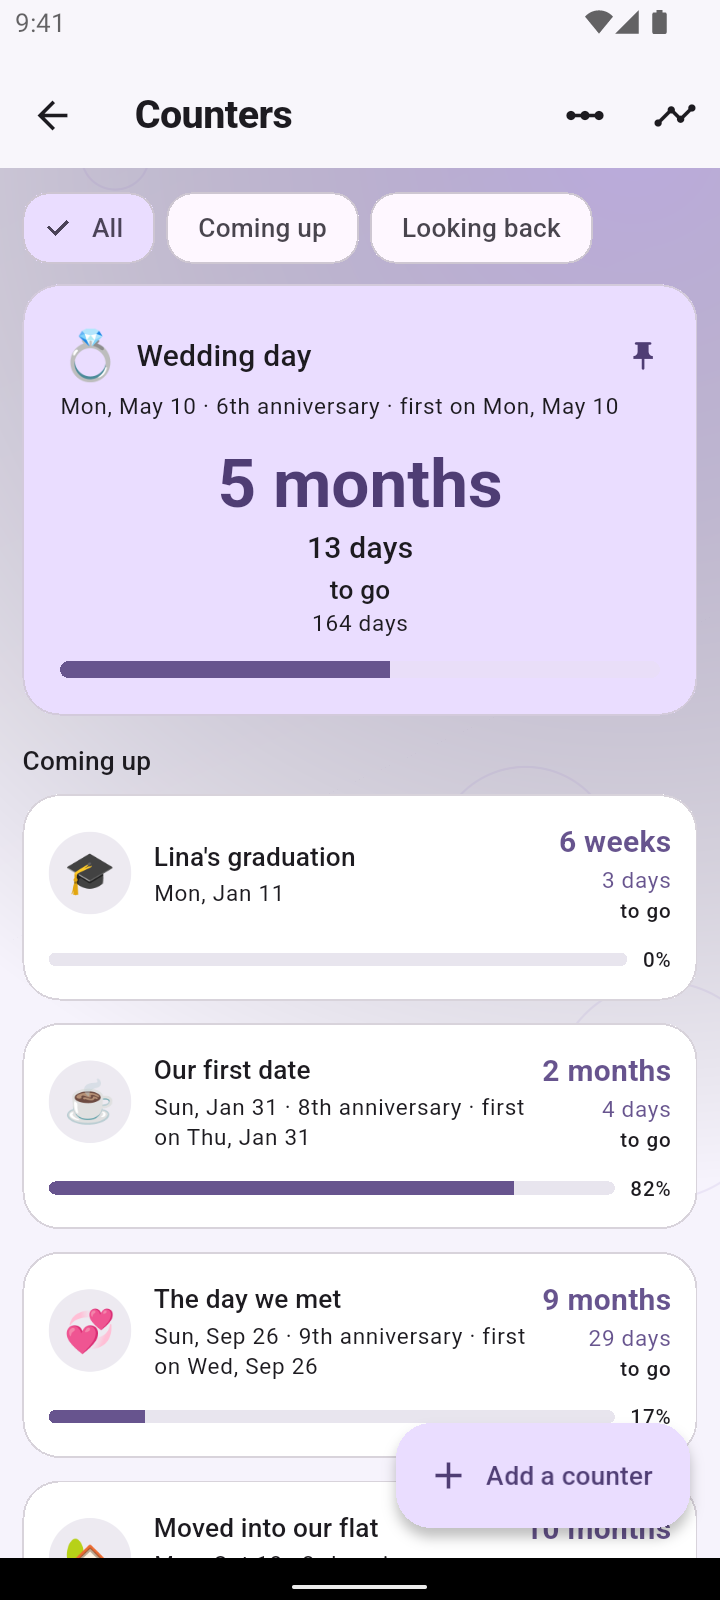 9:41
Counters
All
Coming up
Looking back
Wedding day
Mon, May 10 · 6th anniversary · first on Mon, May 10
5 months
13 days
to go
164 days
Coming up
Lina's graduation
Mon, Jan 11
6 weeks
3 days
to go
0%
Our first date
Sun, Jan 31 · 8th anniversary · first
on Thu, Jan 31
2 months
4 days
to go
82%
The day we met
Sun, Sep 26 · 9th anniversary · first
on Wed, Sep 26
9 months
29 days
to go
17%
Add a counter
Moved into our flat
10 months